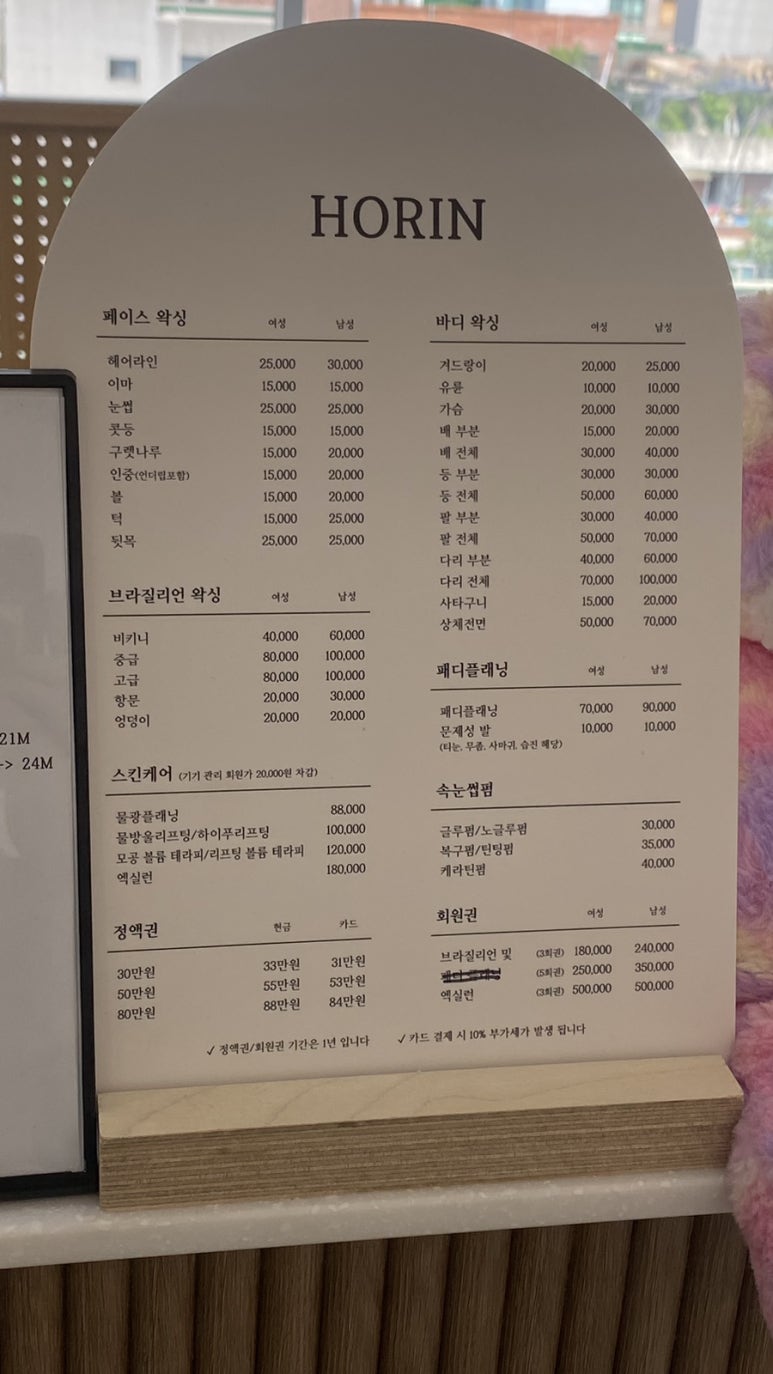 HORIN
페이스 왁싱 여성 남성
헤어라인 25,000 30,000
이마 15,000 15,000
눈썹 25,000 25,000
콧등 15,000 15,000
구렛나루 15,000 20,000
인중(언더립포함) 15,000 20,000
볼 15,000 20,000
턱 15,000 25,000
뒷목 25,000 25,000
브라질리언 왁싱 여성 남성
비키니 40,000 60,000
중급 80,000 100,000
고급 80,000 100,000
항문 20,000 30,000
엉덩이 20,000 20,000
스킨케어 (기기 관리 회원가 20,000원 차감)
물광플래닝 88,000
물방울리프팅/하이푸리프팅 100,000
모공 볼륨 테라피/리프팅 볼륨 테라피 120,000
엑실런 180,000
정액권 현금 카드
30만원 33만원 31만원
50만원 55만원 53만원
80만원 88만원 84만원
바디 왁싱 여성 남성
겨드랑이 20,000 25,000
유륜 10,000 10,000
가슴 20,000 30,000
배 부분 15,000 20,000
배 전체 30,000 40,000
등 부분 30,000 30,000
등 전체 50,000 60,000
팔 부분 30,000 40,000
팔 전체 50,000 70,000
다리 부분 40,000 60,000
다리 전체 70,000 100,000
사타구니 15,000 20,000
상체전면 50,000 70,000
패디플래닝 여성 남성
패디플래닝 70,000 90,000
문제성 발 10,000 10,000
(티눈, 무좀, 사마귀, 습진 해당)
속눈썹펌
글루펌/노글루펌 30,000
복구펌/틴팅펌 35,000
케라틴펌 40,000
회원권 여성 남성
브라질리언 및 (3회권) 180,000 240,000
(5회권) 250,000 350,000
엑실런 (3회권) 500,000 500,000
✓ 정액권/회원권 기간은 1년 입니다
✓ 카드 결제 시 10% 부가세가 발생 됩니다
21M
-> 24M